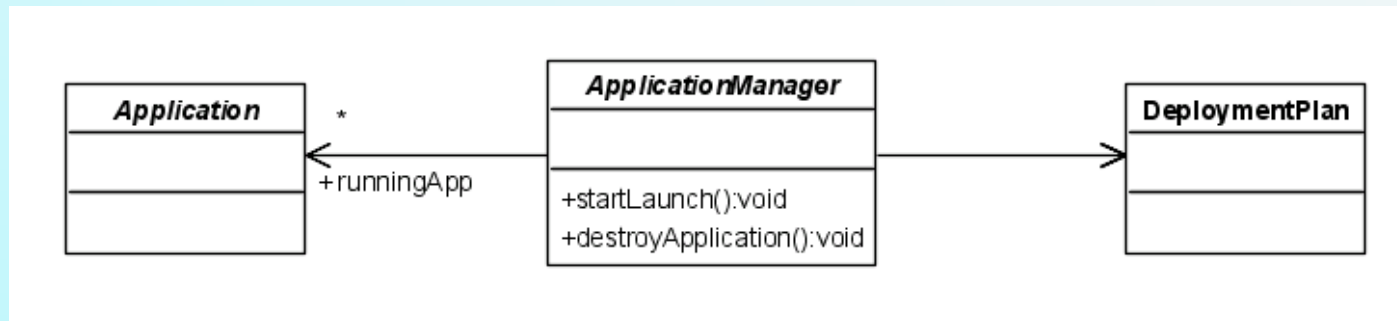 Application
*
+runningApp
ApplicationManager
+startLaunch():void
+destroyApplication():void
DeploymentPlan